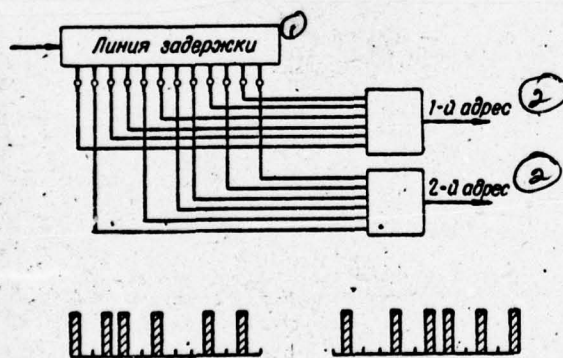 1
Линия задержки
1-й адрес
2
2-й адрес
2